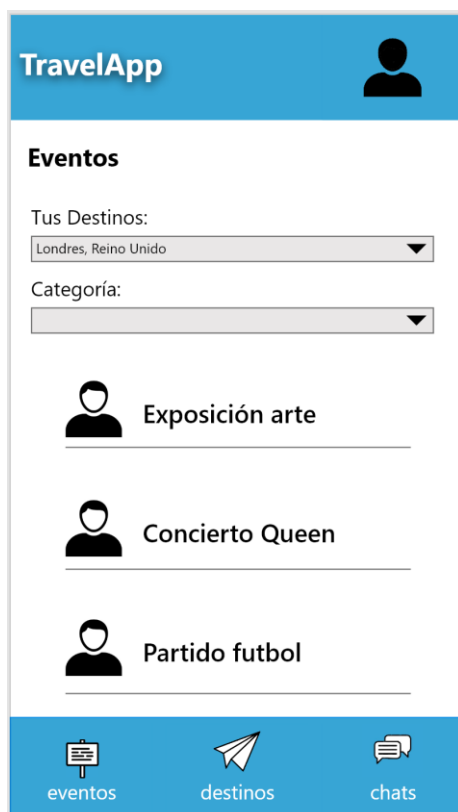 TravelApp
Eventos
Tus Destinos:
Londres, Reino Unido
Categoría:
Exposición arte
Concierto Queen
Partido futbol
eventos destinos chats